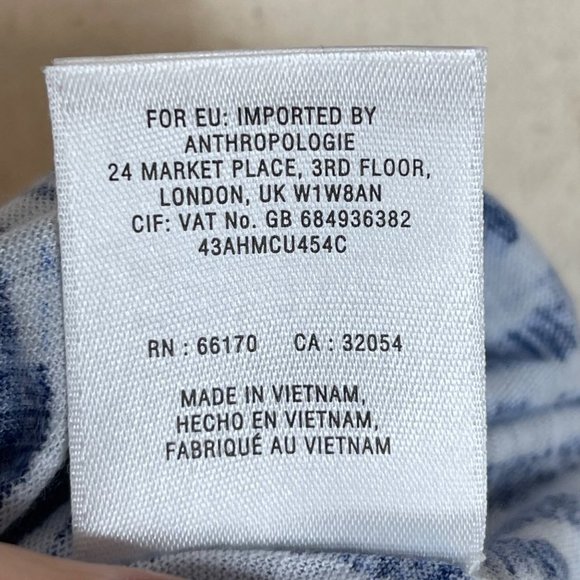 FOR EU: IMPORTED BY
ANTHROPOLOGIE
24 MARKET PLACE, 3RD FLOOR,
LONDON, UK W1W8AN
CIF: VAT No. GB 684936382
43AHMCU454C
RN : 66170 CA : 32054
MADE IN VIETNAM,
HECHO EN VIETNAM,
FABRIQUÉ AU VIETNAM